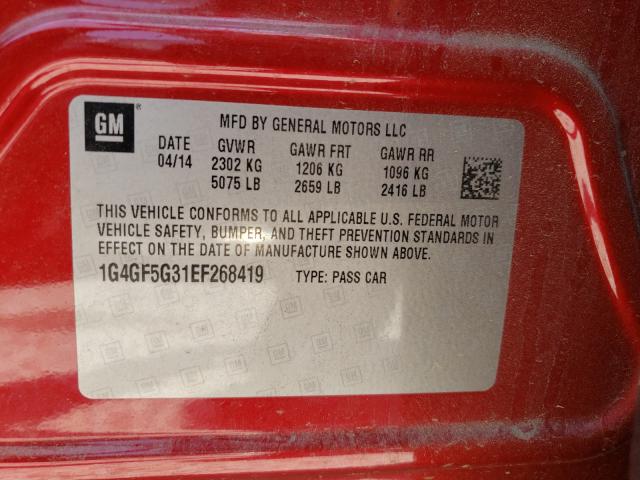 GM ®
MFD BY GENERAL MOTORS LLC
DATE GVWR GAWR FRT GAWR RR
04/14 2302 KG 1206 KG 1096 KG
5075 LB 2659 LB 2416 LB
THIS VEHICLE CONFORMS TO ALL APPLICABLE U.S. FEDERAL MOTOR
VEHICLE SAFETY, BUMPER, AND THEFT PREVENTION STANDARDS IN
EFFECT ON THE DATE OF MANUFACTURE SHOWN ABOVE.
1G4GF5G31EF268419 TYPE: PASS CAR